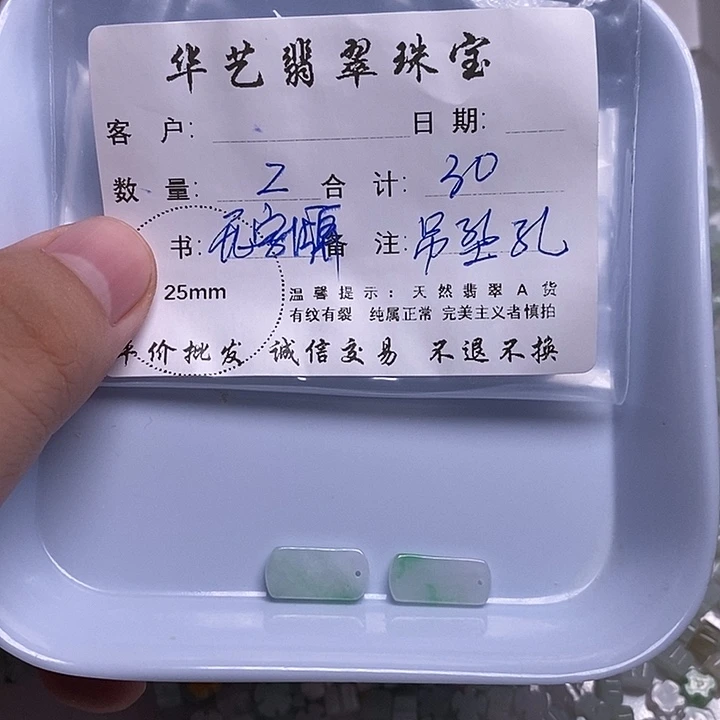 华艺翡翠珠宝
客 户: 日 期:
数 量: 2 合 计: 30
书: 注: 吊坠孔
25mm 温馨提示: 天然翡翠A货
有纹有裂 纯属正常 完美主义者慎拍
价批发 诚信交易 不退不换